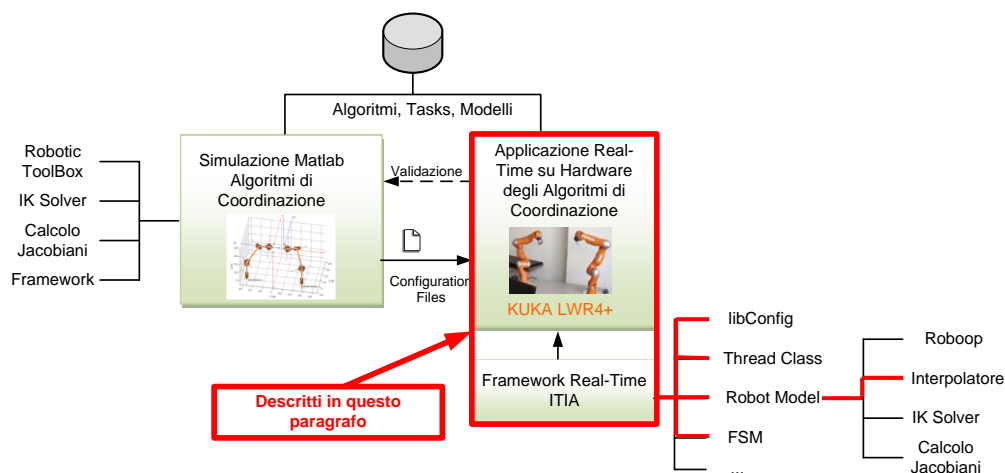 Algoritmi, Tasks, Modelli
Robotic
ToolBox
IK Solver
Calcolo
Jacobiani
Framework
Simulazione Matlab
Algoritmi di
Coordinazione
Validazione
Configuration
Files
Applicazione Real-
Time su Hardware
degli Algoritmi di
Coordinazione
KUKA LWR4+
Framework Real-Time
ITIA
Descritti in questo
paragrafo
libConfig
Thread Class
Robot Model
FSM
...
Roboop
Interpolatore
IK Solver
Calcolo
Jacobiani